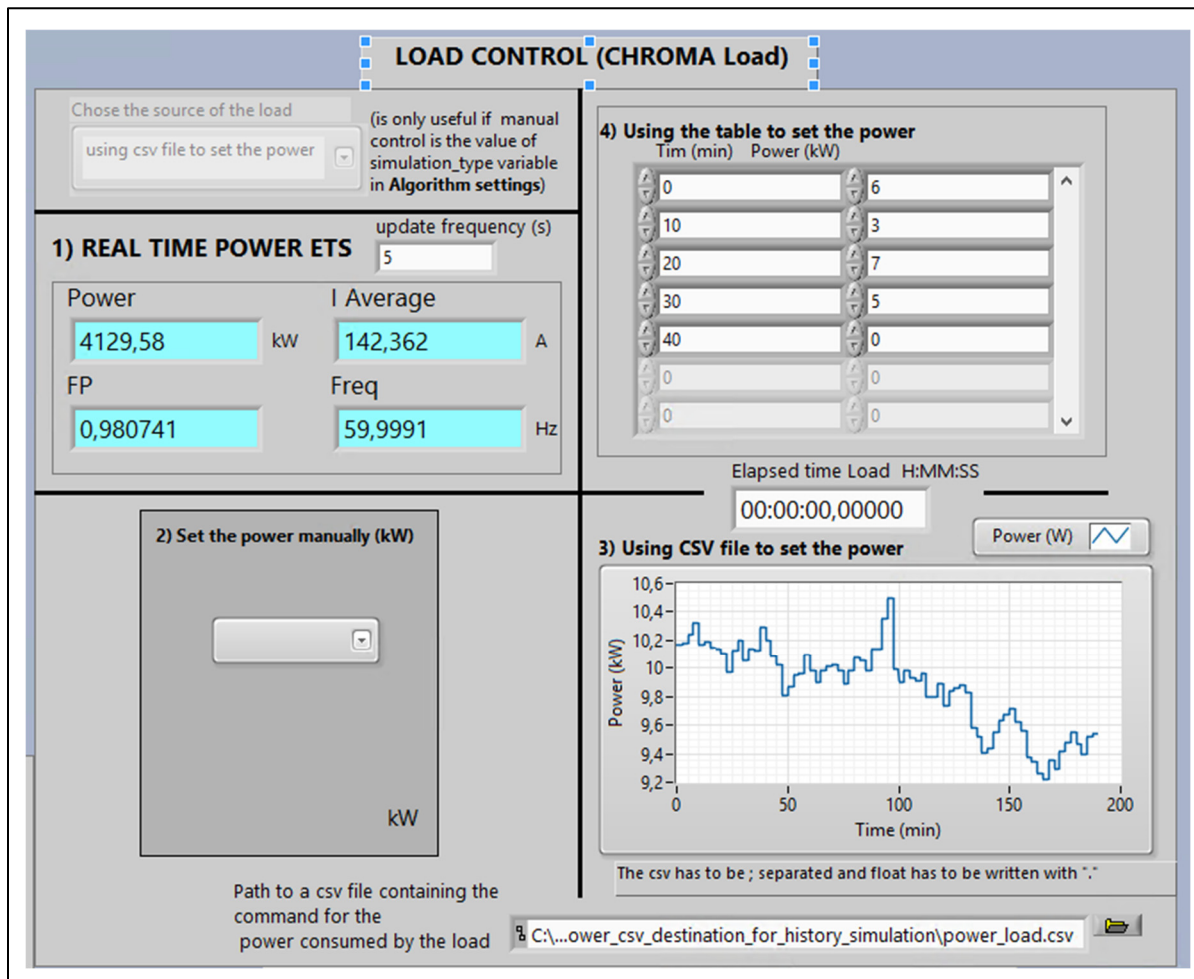 LOAD CONTROL (CHROMA Load)
Chose the source of the load
using csv file to set the power
(is only useful if manual
control is the value of
simulation_type variable
in Algorithm settings)
1) REAL TIME POWER ETS
update frequency (s)
5
Power
I Average
4129,58 kW
142,362 A
FP
Freq
0,980741
59,9991 Hz
2) Set the power manually (kW)
kW
4) Using the table to set the power
Tim (min) Power (kW)
0 6
10 3
20 7
30 5
40 0
0 0
0 0
Elapsed time Load H:MM:SS
00:00:00,00000
3) Using CSV file to set the power
Power (W)
Power (kW)
10,6
10,4
10,2
10
9,8
9,6
9,4
9,2
0 50 100 150 200
Time (min)
The csv has to be ; separated and float has to be written with "."
Path to a csv file containing the
command for the
power consumed by the load
C:\...ower_csv_destination_for_history_simulation\power_load.csv